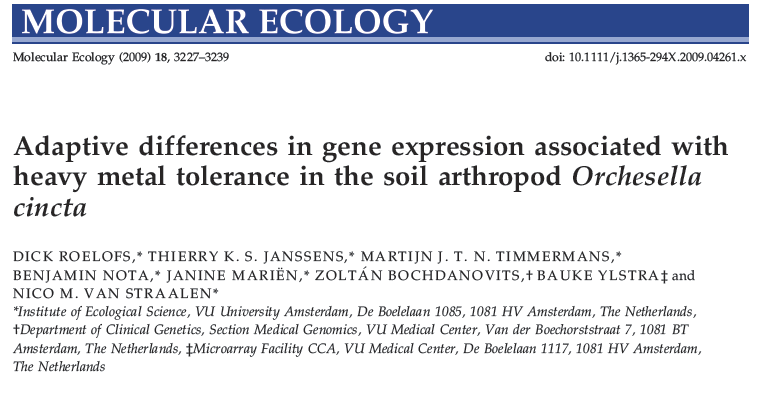 MOLECULAR ECOLOGY
Molecular Ecology (2009) 18, 3227–3239 doi: 10.1111/j.1365-294X.2009.04261.x
Adaptive differences in gene expression associated with
heavy metal tolerance in the soil arthropod Orchesella
cincta
DICK ROELOFS,* THIERRY K. S. JANSSENS,* MARTIJN J. T. N. TIMMERMANS,*
BENJAMIN NOTA,* JANINE MARIËN,* ZOLTÁN BOCHDANOVITS,† BAUKE YLSTRA‡ and
NICO M. VAN STRAALEN*
*Institute of Ecological Science, VU University Amsterdam, De Boelelaan 1085, 1081 HV Amsterdam, The Netherlands,
†Department of Clinical Genetics, Section Medical Genomics, VU Medical Center, Van der Boechorststraat 7, 1081 BT
Amsterdam, The Netherlands, ‡Microarray Facility CCA, VU Medical Center, De Boelelaan 1117, 1081 HV Amsterdam,
The Netherlands